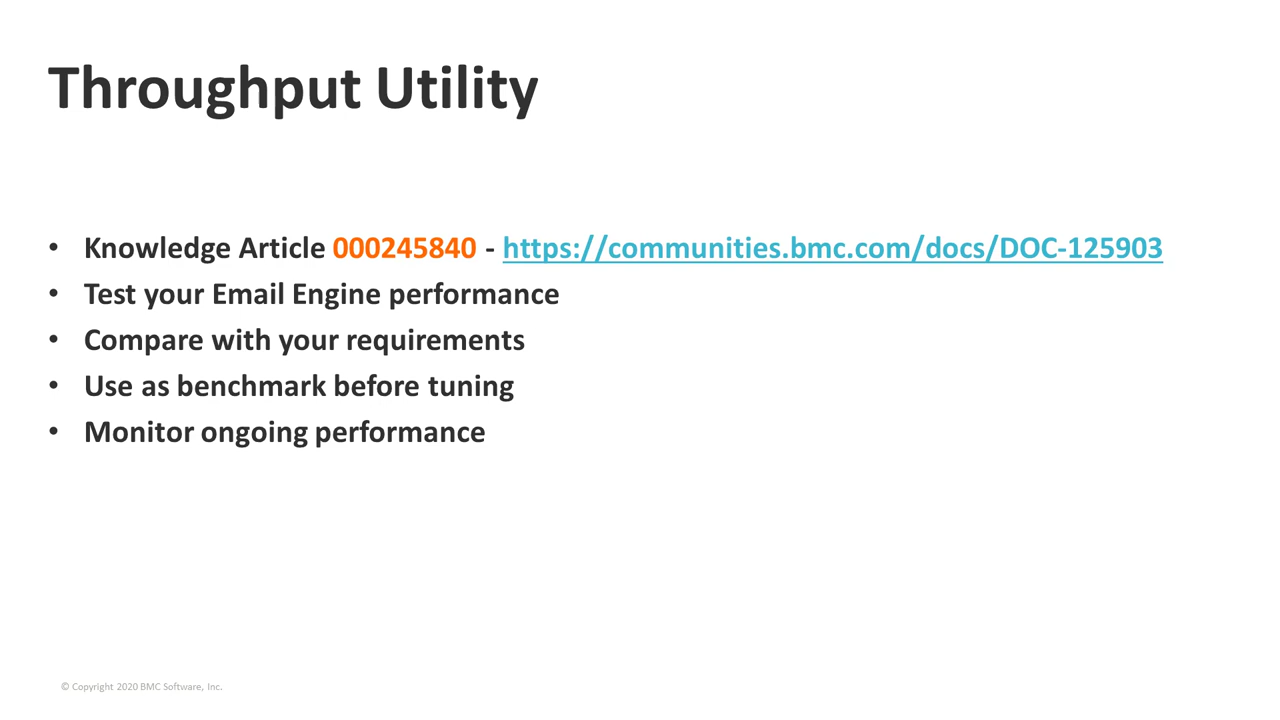 Throughput Utility
• Knowledge Article 000245840 - https://communities.bmc.com/docs/DOC-125903
• Test your Email Engine performance
• Compare with your requirements
• Use as benchmark before tuning
• Monitor ongoing performance
© Copyright 2020 BMC Software, Inc.